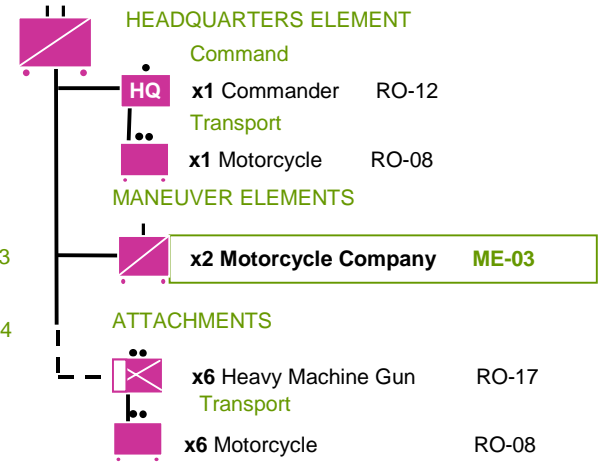 HEADQUARTERS ELEMENT
Command
HQ x1 Commander RO-12
Transport
x1 Motorcycle RO-08
MANEUVER ELEMENTS
3
x2 Motorcycle Company ME-03
4
ATTACHMENTS
x6 Heavy Machine Gun RO-17
Transport
x6 Motorcycle RO-08